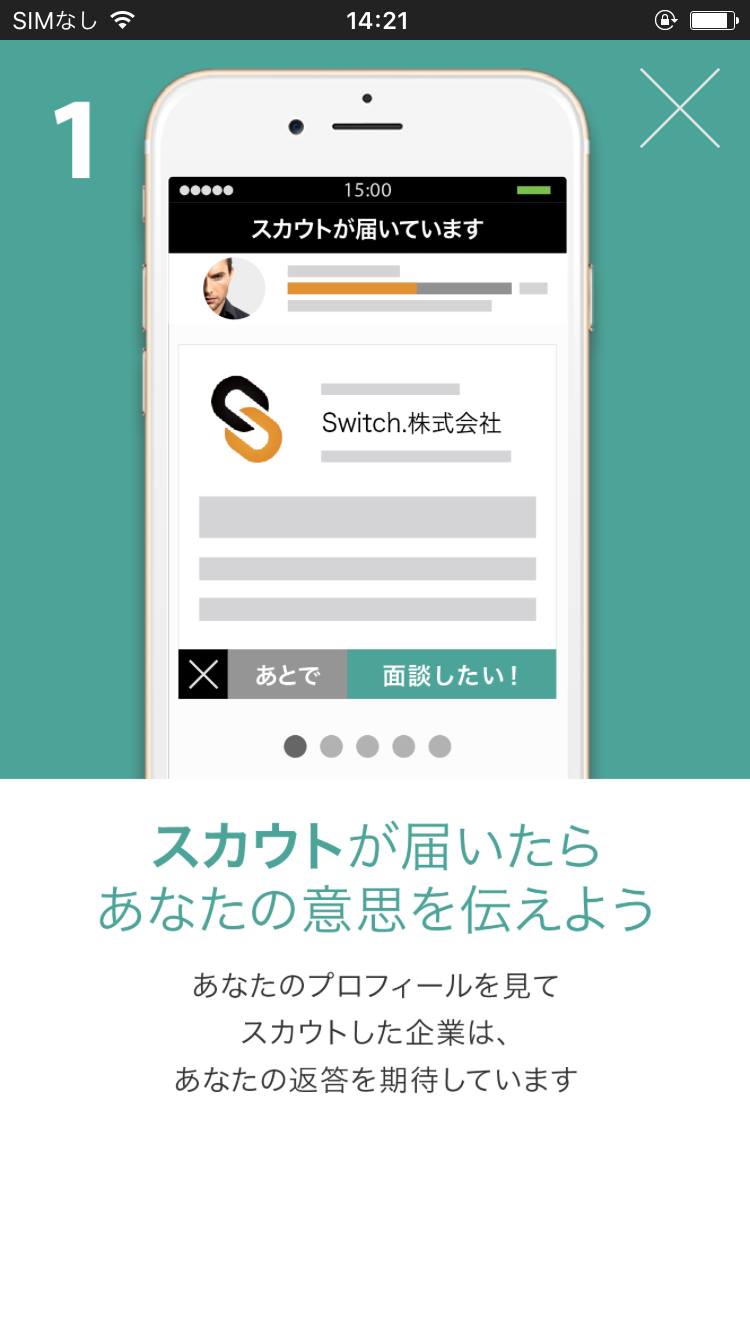 SIMなし 14:21
1
15:00
スカウトが届いています
Switch.株式会社
あとで 面談したい！
スカウトが届いたら
あなたの意思を伝えよう
あなたのプロフィールを見て
スカウトした企業は、
あなたの返答を期待しています